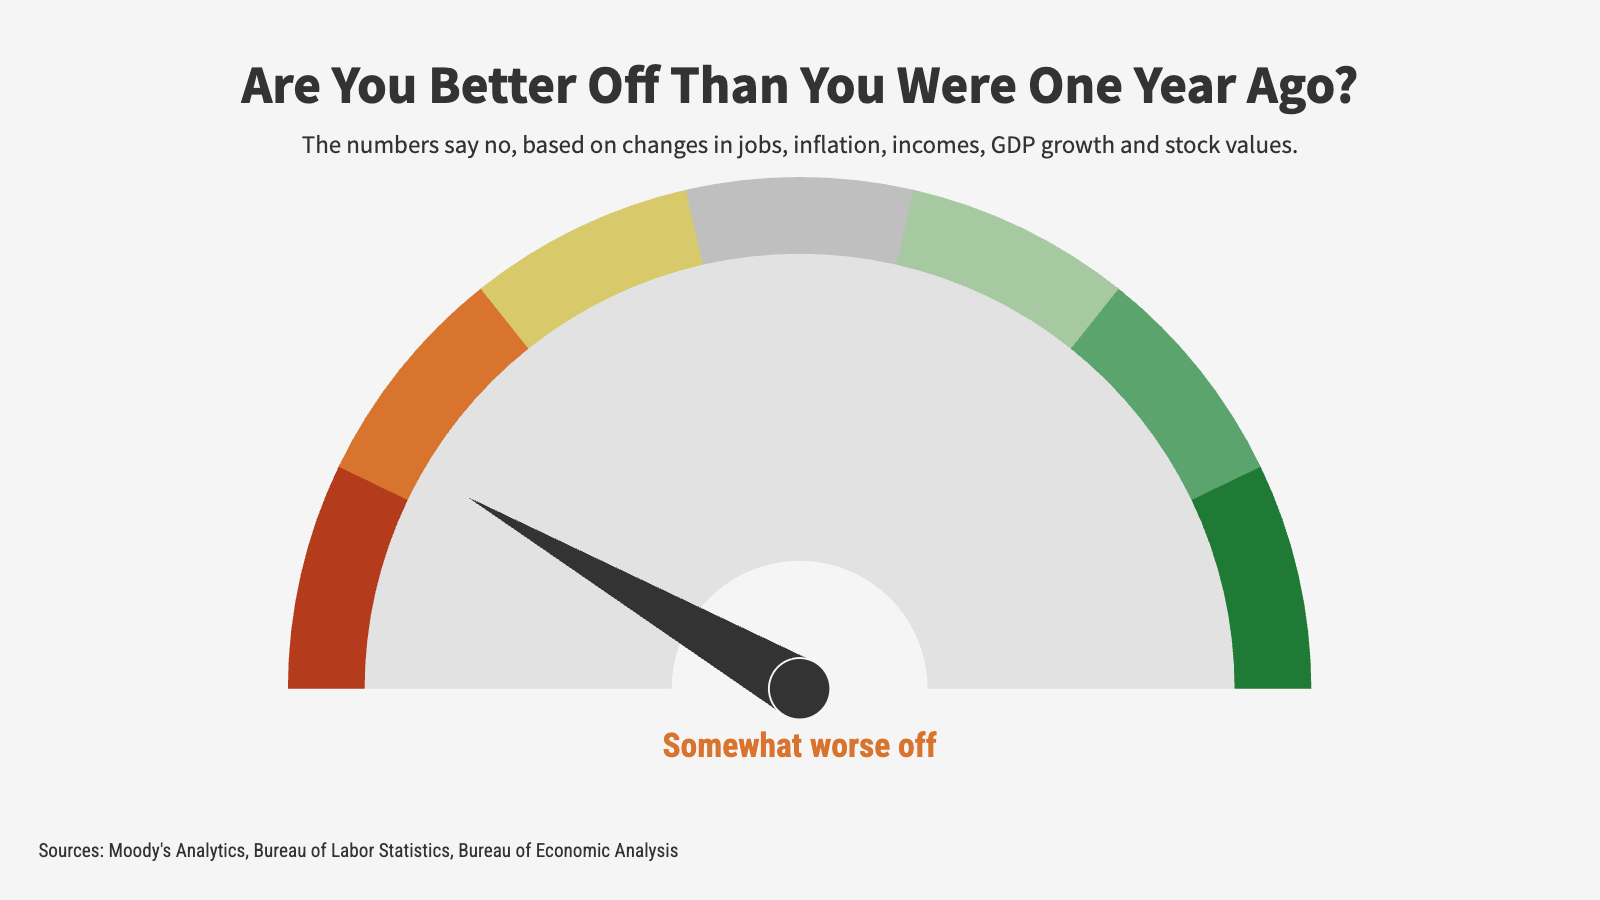 Are You Better Off Than You Were One Year Ago?
The numbers say no, based on changes in jobs, inflation, incomes, GDP growth and stock values.
Somewhat worse off
Sources: Moody's Analytics, Bureau of Labor Statistics, Bureau of Economic Analysis